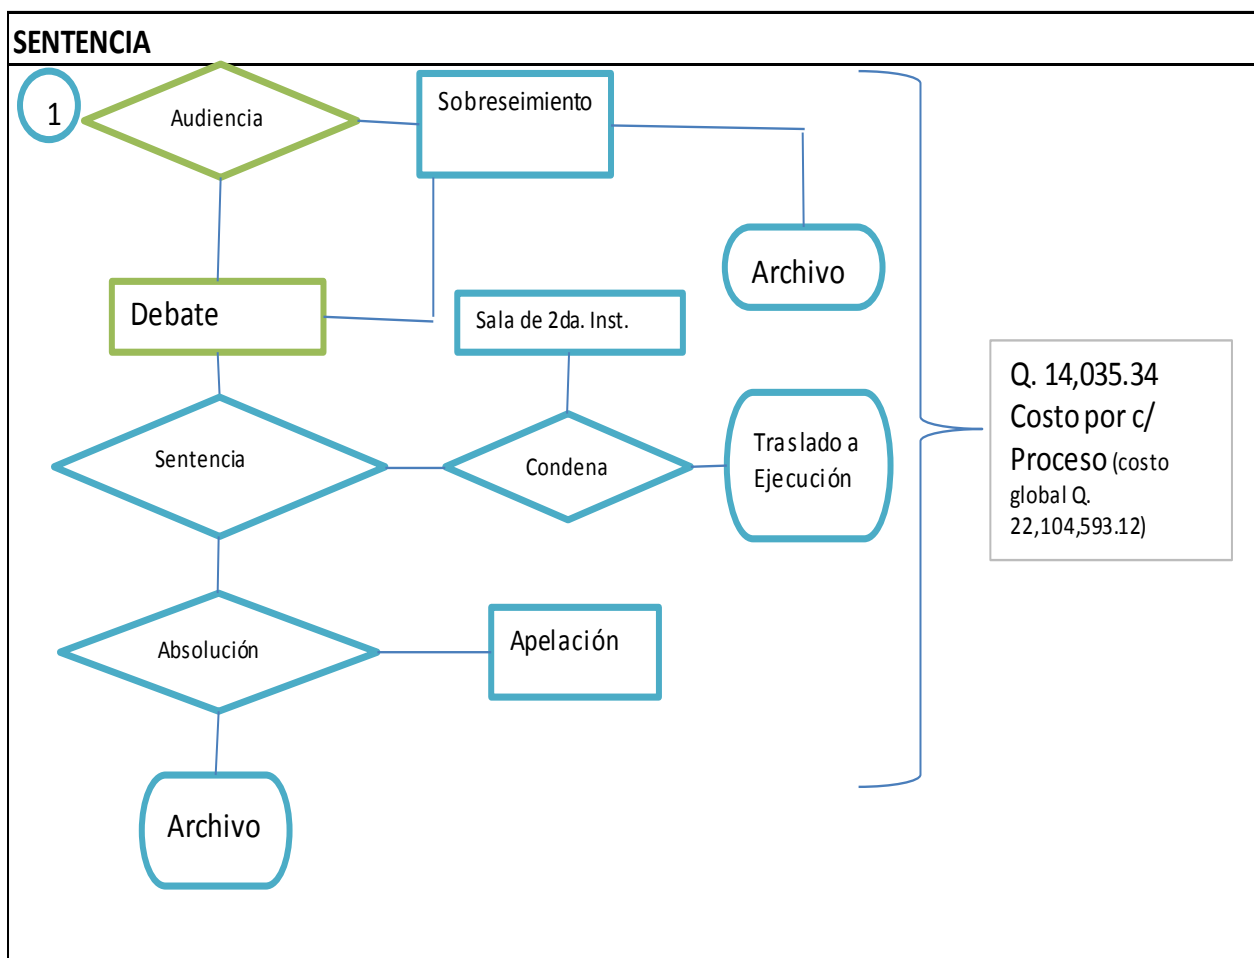 SENTENCIA
1
Audiencia
Sobreseimiento
Archivo
Debate
Sala de 2da. Inst.
Sentencia
Condena
Traslado a
Ejecución
Q. 14,035.34
Costo por c/
Proceso (costo
global Q.
22,104,593.12)
Absolución
Apelación
Archivo